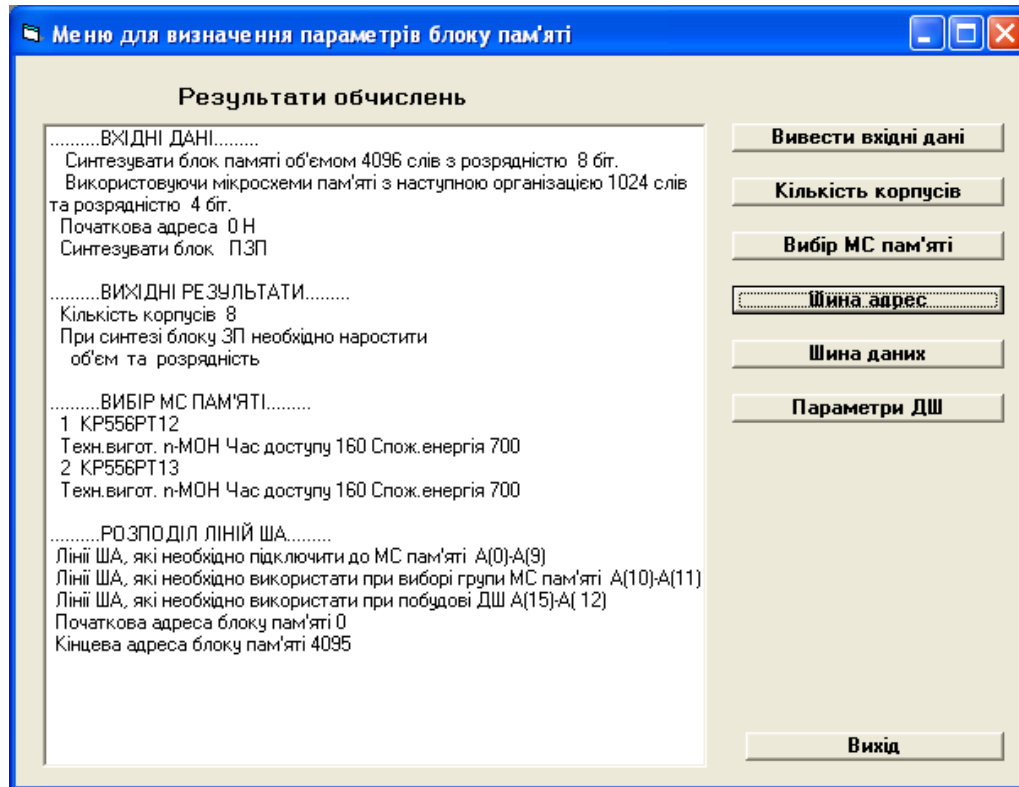 Меню для визначення параметрів блоку пам'яті
Результати обчислень
.........ВХІДНІ ДАНІ.........
Синтезувати блок памяті об'ємом 4096 слів з розрядністю 8 біт.
Використовуючи мікросхеми пам'яті з наступною організацією 1024 слів
та розрядністю 4 біт.
Початкова адреса 0 Н
Синтезувати блок ПЗП
.........ВИХІДНІ РЕЗУЛЬТАТИ.........
Кількість корпусів 8
При синтезі блоку ЗП необхідно наростити
об'єм та розрядність
.........ВИБІР МС ПАМ'ЯТІ.........
1 КР556РТ12
Техн.вигот. n-МОН Час доступу 160 Спож.енергія 700
2 КР556РТ13
Техн.вигот. n-МОН Час доступу 160 Спож.енергія 700
.........РОЗПОДІЛ ЛІНІЙ ША.........
Лінії ША, які необхідно підключити до МС пам'яті А(0)-А(9)
Лінії ША, які необхідно використати при виборі групи МС пам'яті А(10)-А(11)
Лінії ША, які необхідно використати при побудові ДШ А(15)-А( 12)
Початкова адреса блоку пам'яті 0
Кінцева адреса блоку пам'яті 4095
Вивести вхідні дані
Кількість корпусів
Вибір МС пам'яті
Шина адрес
Шина даних
Параметри ДШ
Вихід